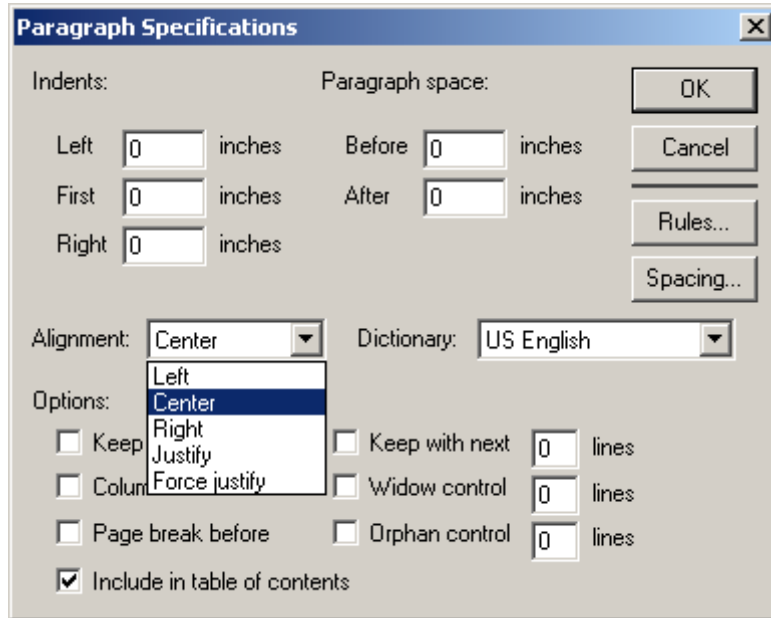 Paragraph Specifications
Indents: Paragraph space: OK
Left 0 inches Before 0 inches Cancel
First 0 inches After 0 inches
Rules...
Right 0 inches
Spacing...
Alignment: Center Dictionary: US English
Left
Options: Center
Right
Keep Keep with next 0 lines
Justify
Colum Force justify Widow control 0 lines
Page break before Orphan control 0 lines
Include in table of contents